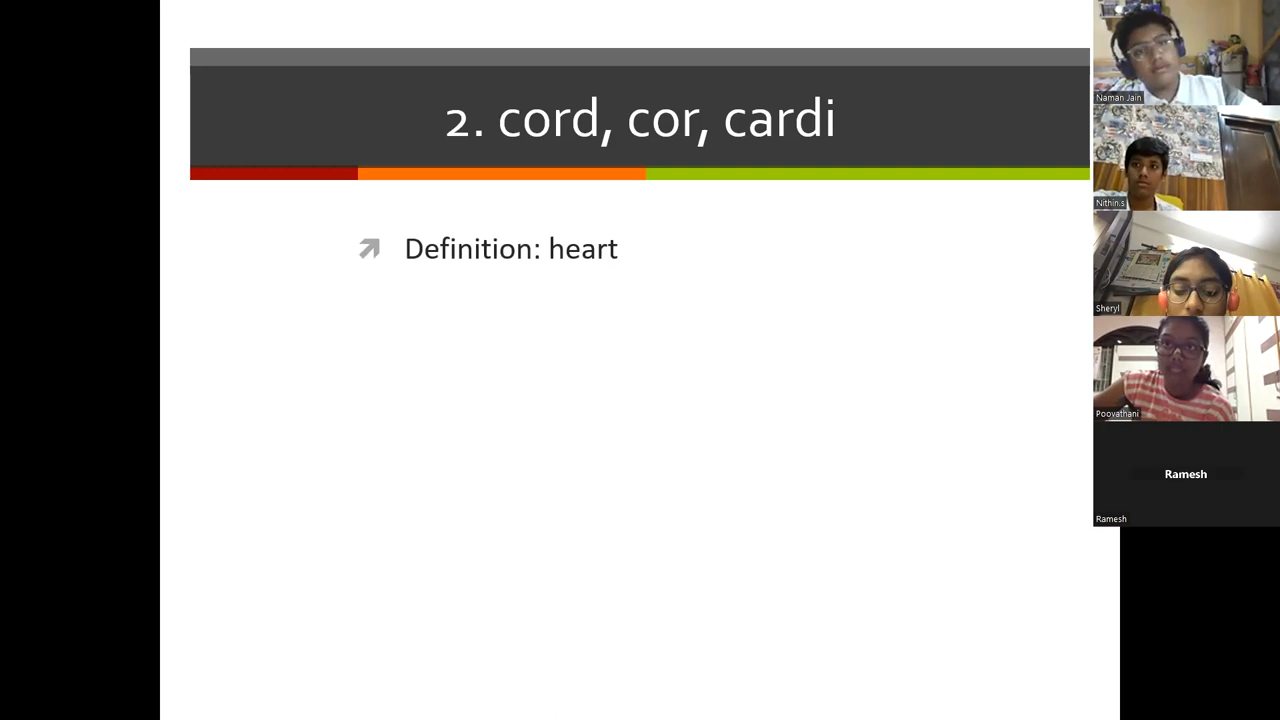 2. cord, cor, cardi
Definition: heart
Naman Jain
Nithin.s
Sheryl
Poovathani
Ramesh
Ramesh